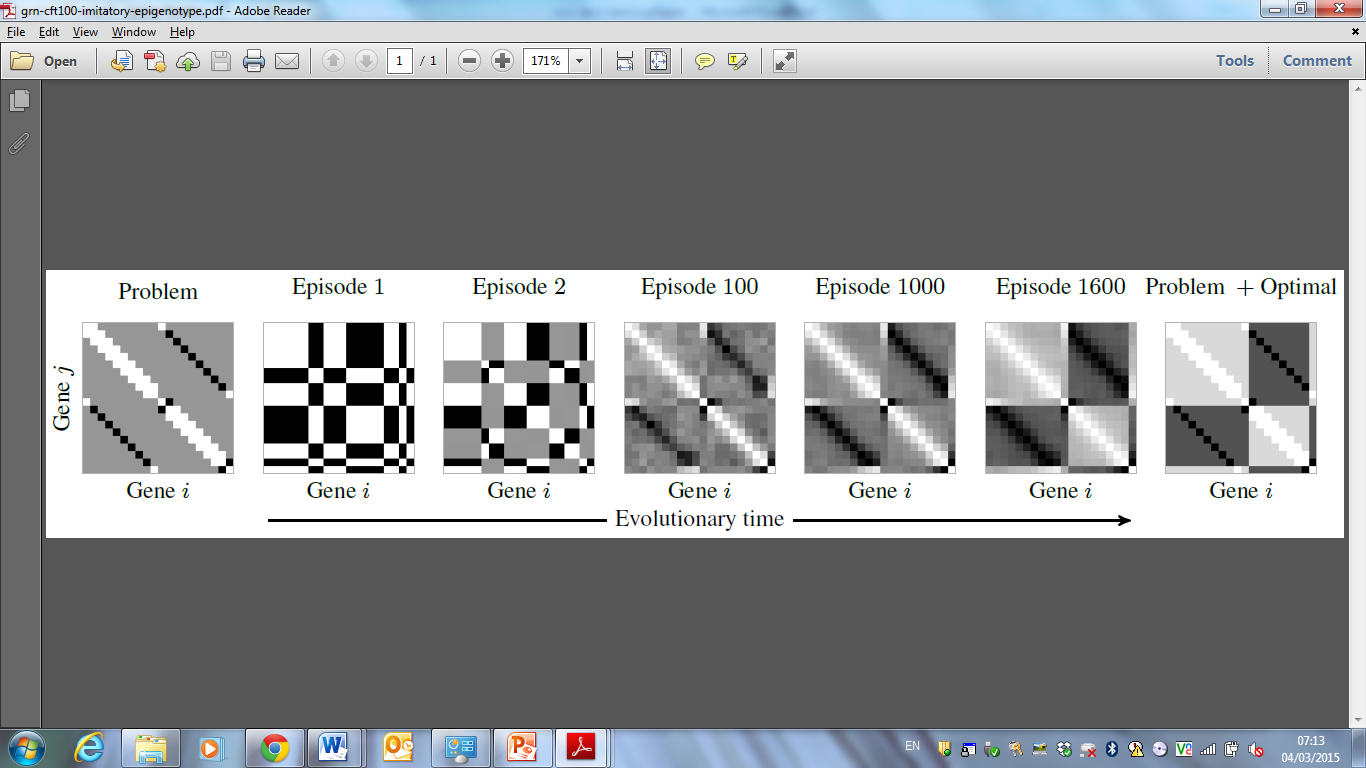 grn-cft100-imitatory-epigenotype.pdf - Adobe Reader
File Edit View Window Help
Open 1 / 1 171% Tools Comment
Problem Episode 1 Episode 2 Episode 100 Episode 1000 Episode 1600 Problem + Optimal
Gene j
Gene i Gene i Gene i Gene i Gene i Gene i Gene i
Evolutionary time
EN 07:13
04/03/2015